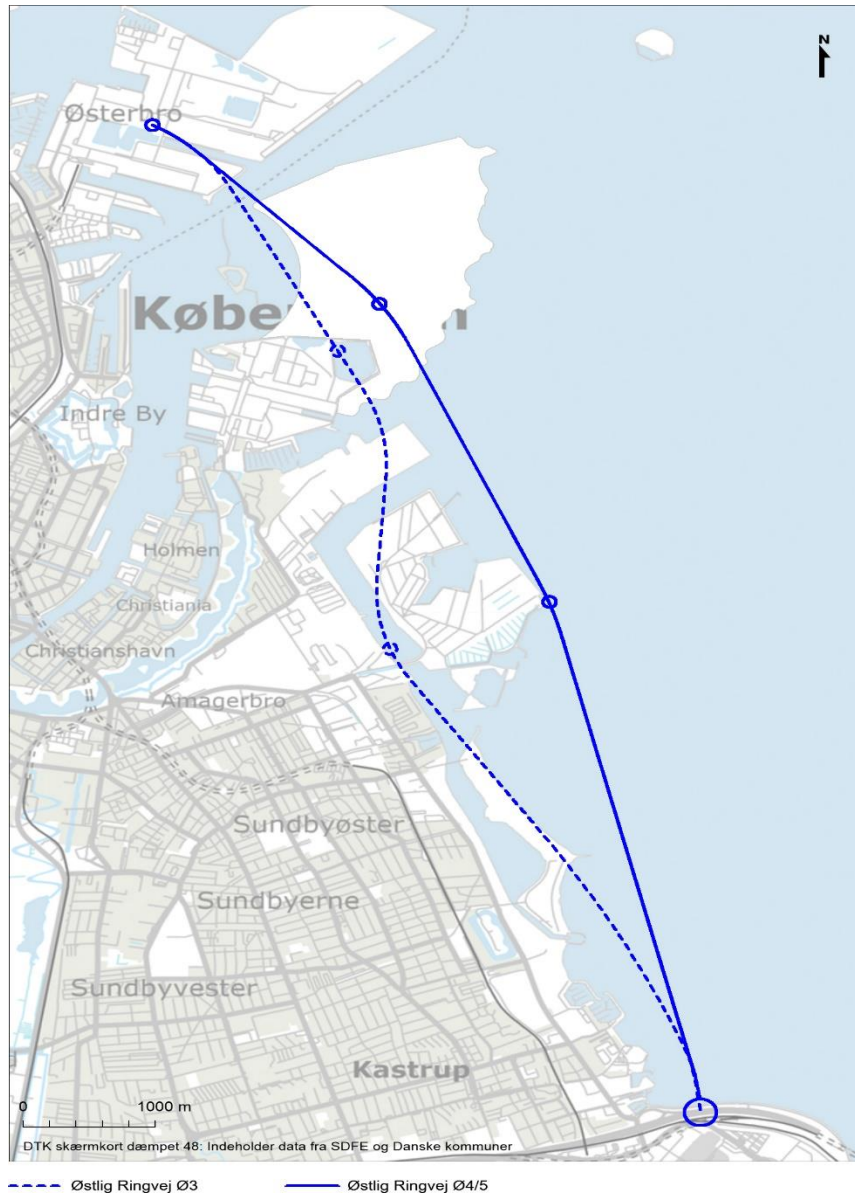 N
Østerbro
København
Indre By
Holmen
Christiania
Christianshavn
Amagerbro
Sundbyøster
Sundbyerne
Sundbyvester
Kastrup
0 1000 m
DTK skærmkort dæmpet 48: Indeholder data fra SDFE og Danske kommuner
Østlig Ringvej Ø3 Østlig Ringvej Ø4/5